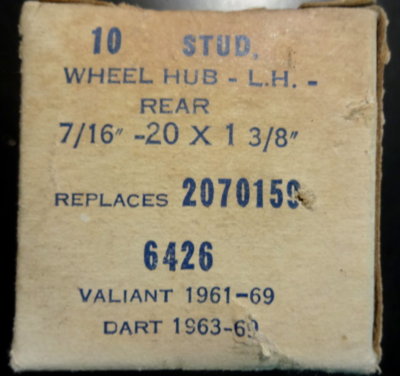 10 STUD,
WHEEL HUB - L.H. -
REAR
7/16" -20 X 1 3/8"
REPLACES 2070159
6426
VALIANT 1961-69
DART 1963-69